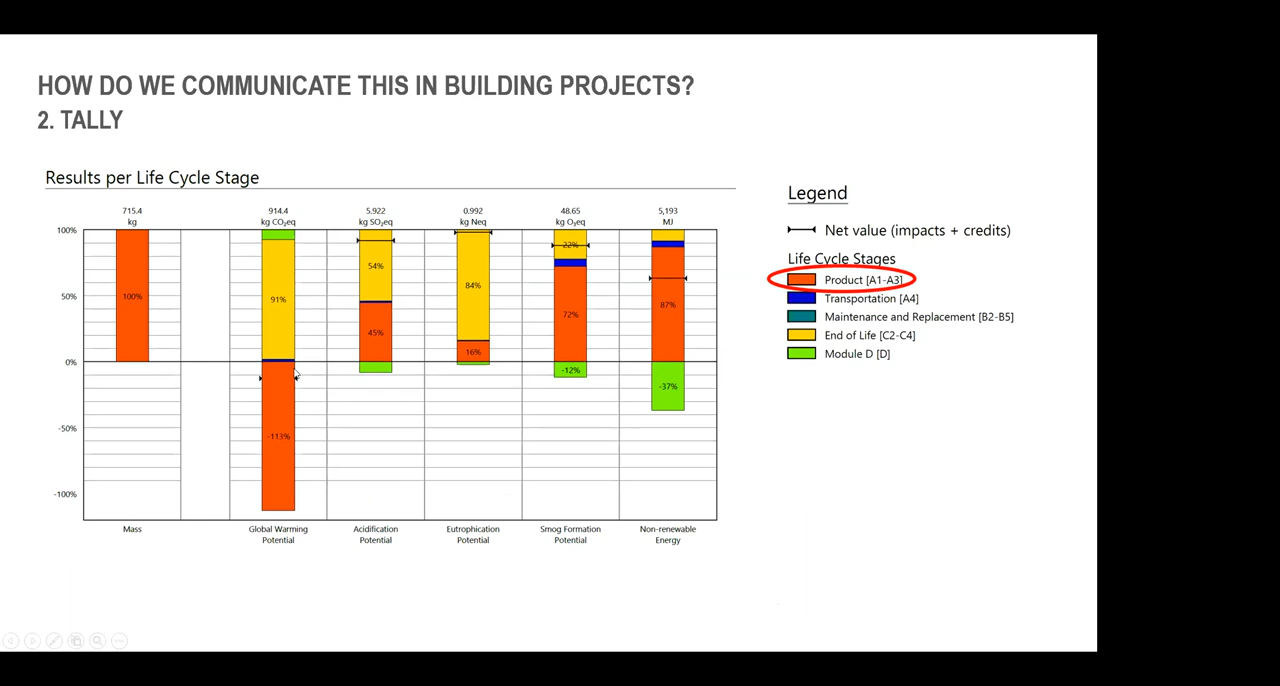 HOW DO WE COMMUNICATE THIS IN BUILDING PROJECTS?
2. TALLY
Results per Life Cycle Stage
715.4
kg
914.4
kg CO₂eq
5.922
kg SO₂eq
0.992
kg Neq
48.65
kg O₃eq
5,193
MJ
100%
50%
0%
-50%
-100%
100%
91%
-113%
54%
45%
84%
16%
22%
72%
-12%
87%
-37%
Mass
Global Warming
Potential
Acidification
Potential
Eutrophication
Potential
Smog Formation
Potential
Non-renewable
Energy
Legend
Net value (impacts + credits)
Life Cycle Stages
Product [A1-A3]
Transportation [A4]
Maintenance and Replacement [B2-B5]
End of Life [C2-C4]
Module D [D]